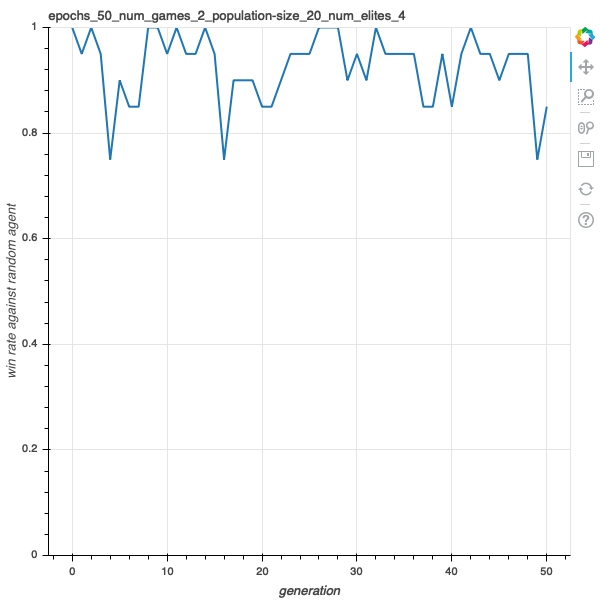 epochs_50_num_games_2_population-size_20_num_elites_4
1
0.8
0.6
0.4
0.2
0
win rate against random agent
0 10 20 30 40 50
generation